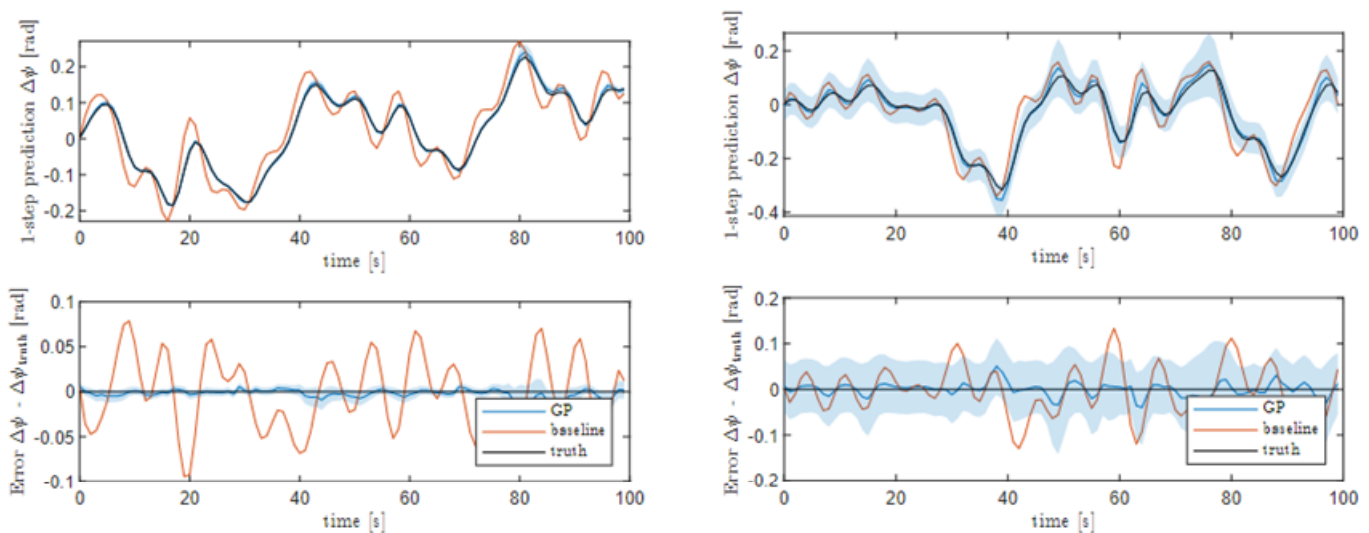 1-step prediction Δψ [rad]
0.2
0.1
0
-0.1
-0.2
0 20 40 60 80 100
time [s]
1-step prediction Δψ [rad]
0.2
0
-0.2
-0.4
0 20 40 60 80 100
time [s]
Error Δψ - Δψtruth [rad]
0.1
0.05
0
-0.05
-0.1
GP
baseline
truth
0 20 40 60 80 100
time [s]
Error Δψ - Δψtruth [rad]
0.2
0.1
0
-0.1
-0.2
GP
baseline
truth
0 20 40 60 80 100
time [s]